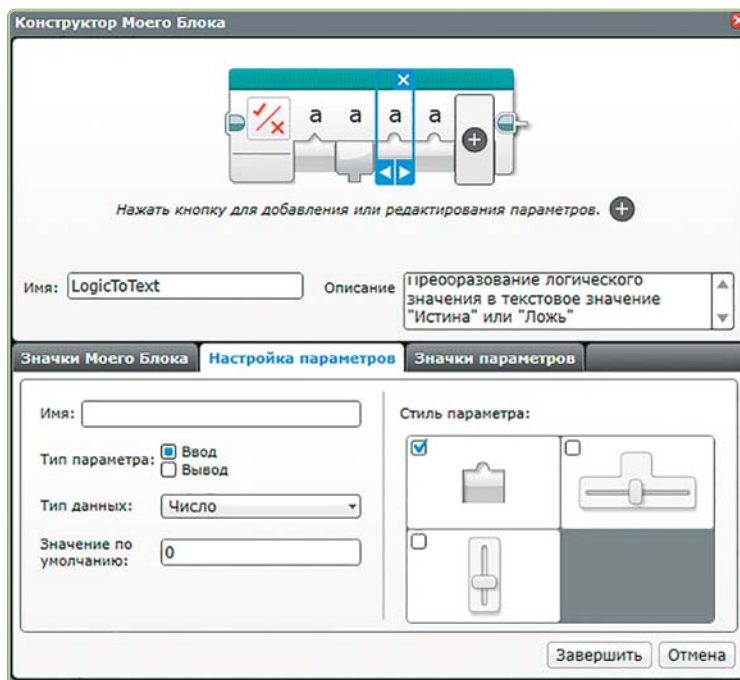 Конструктор Моего Блока
a a a a
Нажать кнопку для добавления или редактирования параметров.
Имя: LogicToText
Описание
Преобразование логического
значения в текстовое значение
"Истина" или "Ложь"
Значки Моего Блока
Настройка параметров
Значки параметров
Имя:
Тип параметра:
Ввод
Вывод
Тип данных: Число
Значение по
умолчанию:
0
Стиль параметра:
Завершить
Отмена